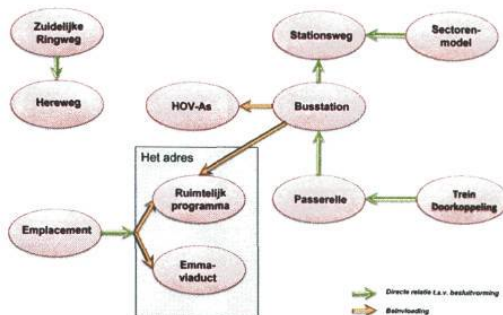 Zuidelijke
Ringweg
Stationsweg
Sectoren-
model
Hereweg
HOV-As
Busstation
Het adres
Ruimtelijk
programma
Passerelle
Trein
Doorkoppeling
Emplacement
Emma-
viaduct
Directe relatie t.a.v. besluitvorming
Beïnvloeding